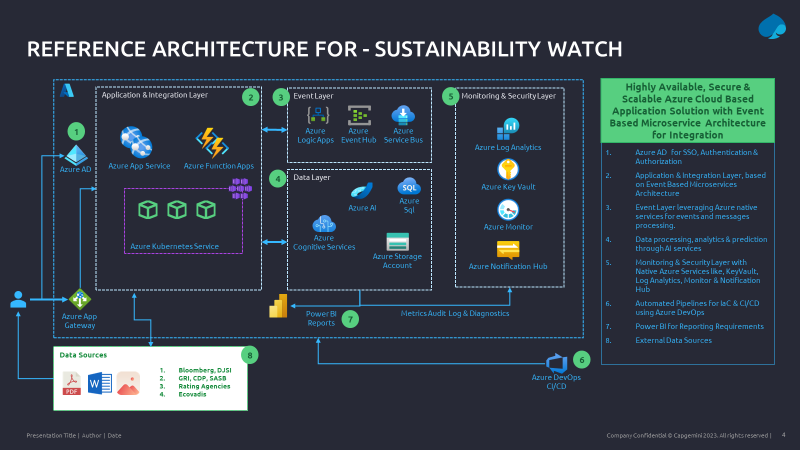 REFERENCE ARCHITECTURE FOR - SUSTAINABILITY WATCH
Application & Integration Layer
2
3
Event Layer
5
Monitoring & Security Layer
Azure
Logic Apps
Azure
Event Hub
Azure
Service Bus
1
Azure AD
Azure App Service
Azure Function Apps
Azure Log Analytics
4
Data Layer
Azure Key Vault
Azure AI
SQL
Azure
Sql
Azure Kubernetes Service
Azure
Cognitive Services
Azure Storage
Account
Azure Monitor
Azure Notification Hub
Azure App
Gateway
Power BI
Reports
7
Metrics Audit Log & Diagnostics
Data Sources
8
PDF
W
1. Bloomberg, DJSI
2. GRI, CDP, SASB
3. Rating Agencies
4. Ecovadis
6
Azure DevOps
CI/CD
Highly Available, Secure &
Scalable Azure Cloud Based
Application Solution with Event
Based Microservice Architecture
for Integration
1. Azure AD for SSO, Authentication &
Authorization
2. Application & Integration Layer, based
on Event Based Microservices
Architecture
3. Event Layer leveraging Azure native
services for events and messages
processing.
4. Data processing, analytics & prediction
through AI services
5. Monitoring & Security Layer with
Native Azure Services like, KeyVault,
Log Analytics, Monitor & Notification
Hub
6. Automated Pipelines for IaC & CI/CD
using Azure DevOps
7. Power BI for Reporting Requirements
8. External Data Sources
Presentation Title | Author | Date
Company Confidential © Capgemini 2023. All rights reserved |
4